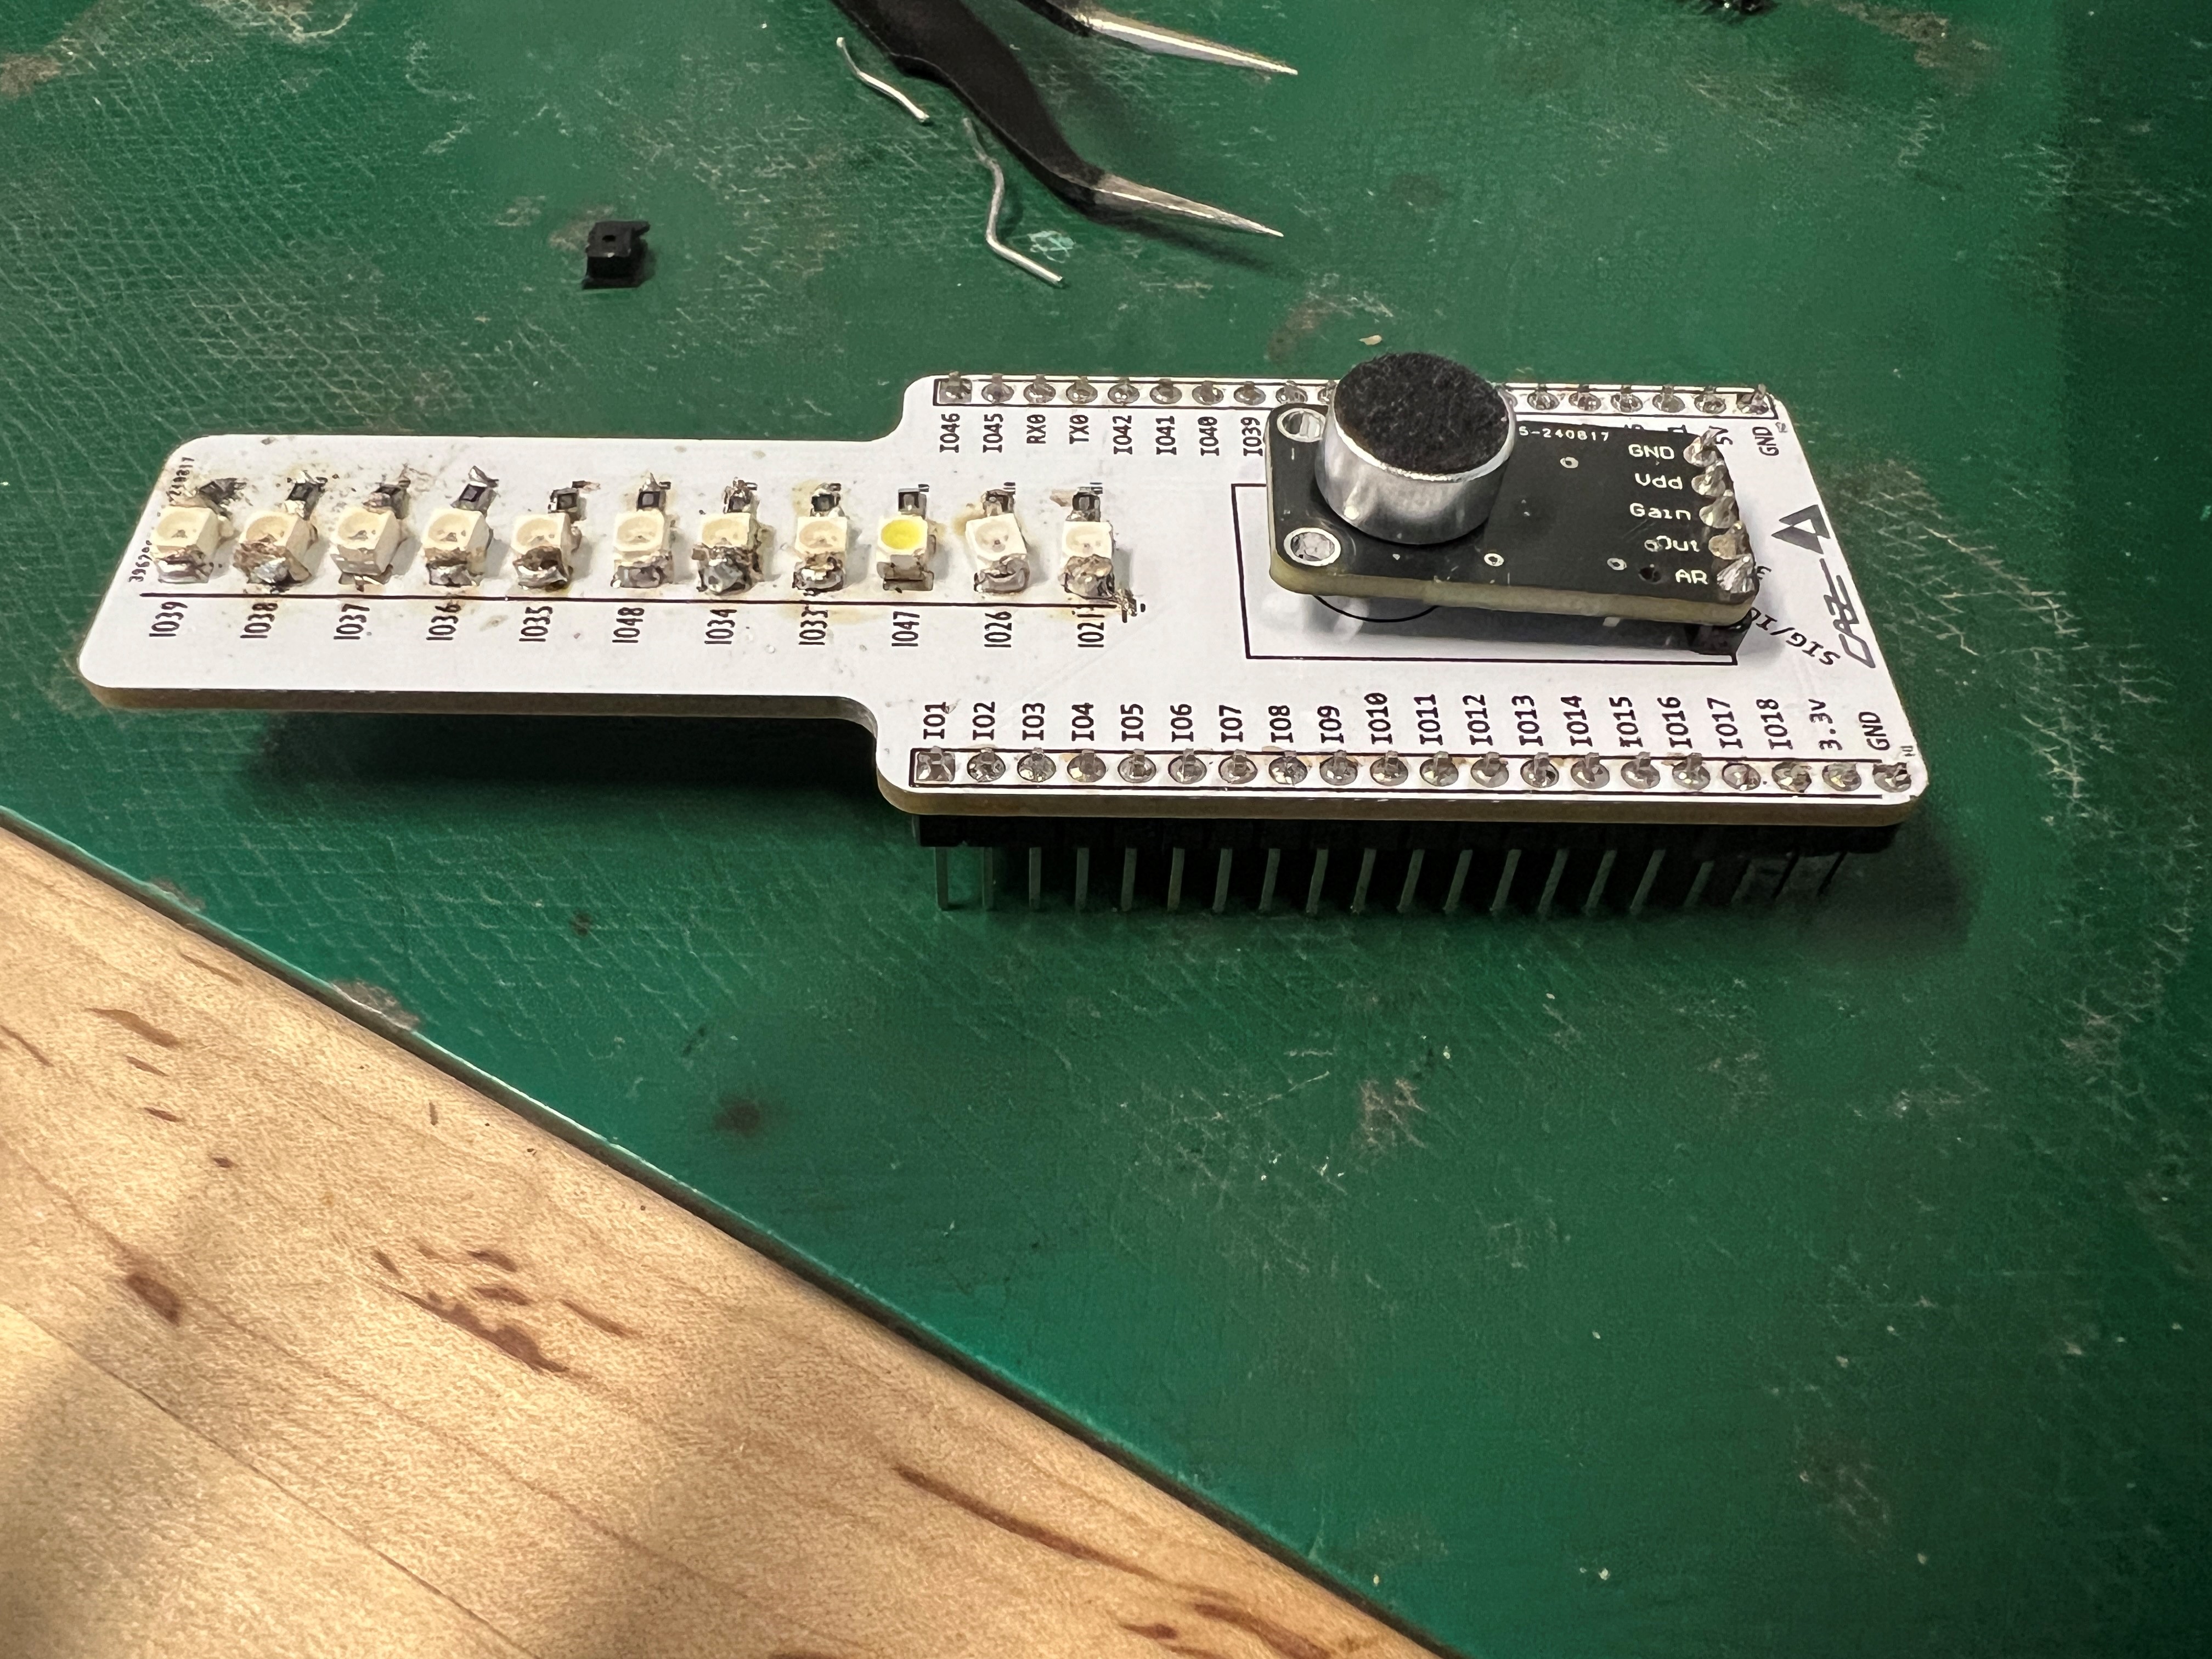 IO46
IO45
RX0
TX0
IO42
IO41
IO40
IO39
5V
GND
5-240817
GND
Vdd
Gain
Out
AR
240817
IO39
IO38
IO37
IO36
IO35
IO48
IO34
IO33
IO47
IO26
IO21
SIG/IO
IO1
IO2
IO3
IO4
IO5
IO6
IO7
IO8
IO9
IO10
IO11
IO12
IO13
IO14
IO15
IO16
IO17
IO18
3.3V
GND